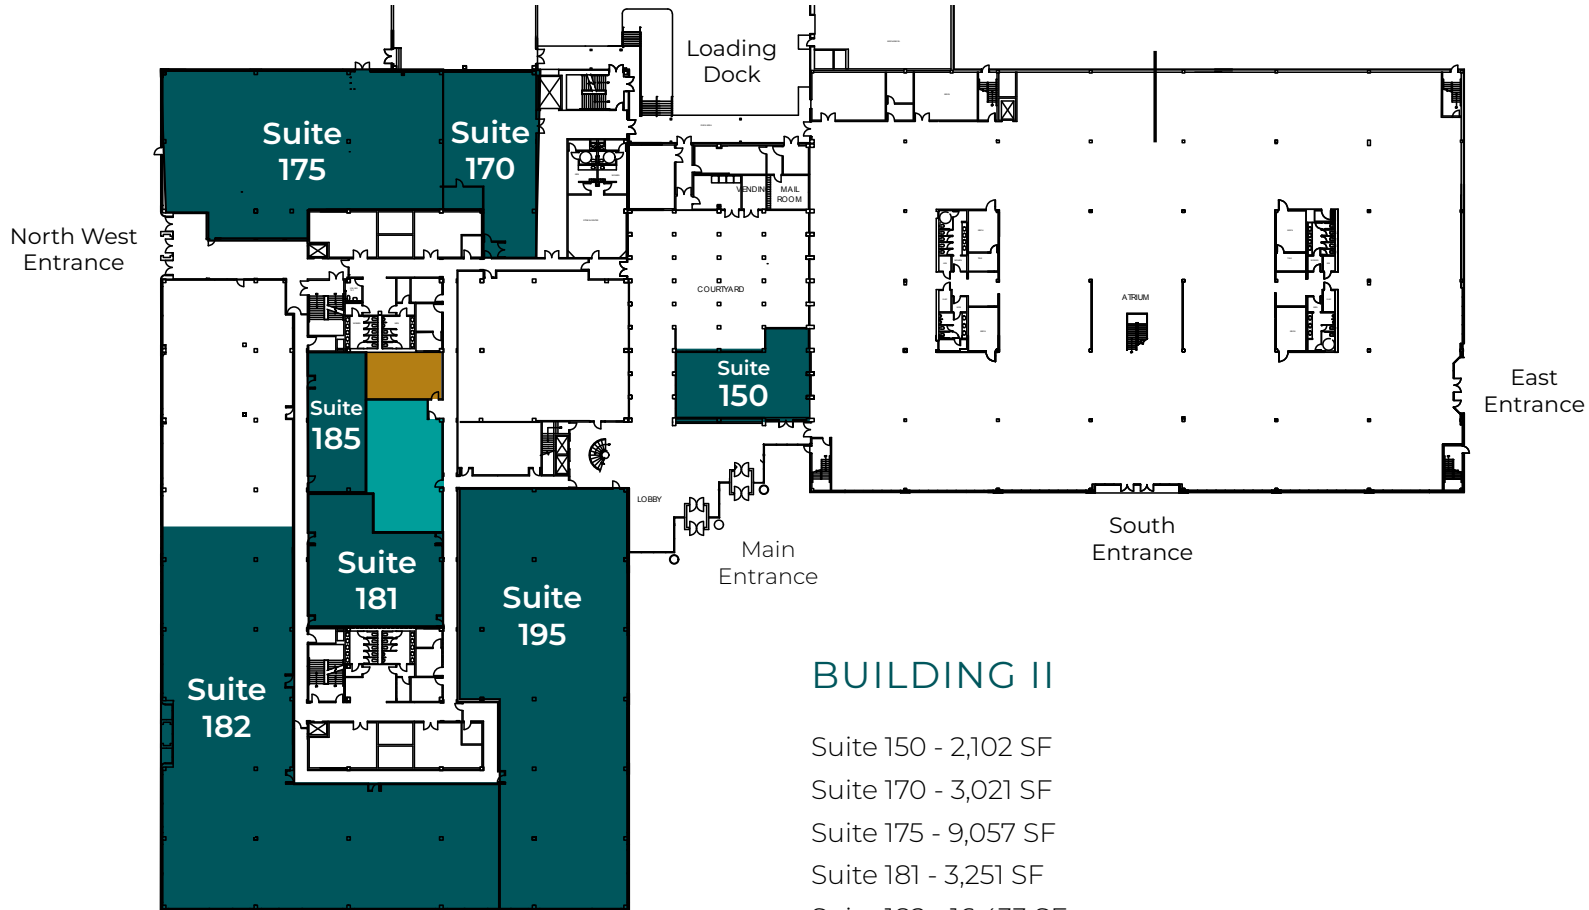 Loading
Dock
Suite
175
Suite
170
VENDING
MAIL
ROOM
North West
Entrance
COURTYARD
ATRIUM
Suite
150
East
Entrance
Suite
185
LOBBY
South
Entrance
Main
Entrance
Suite
181
Suite
195
Suite
182
BUILDING II
Suite 150 - 2,102 SF
Suite 170 - 3,021 SF
Suite 175 - 9,057 SF
Suite 181 - 3,251 SF